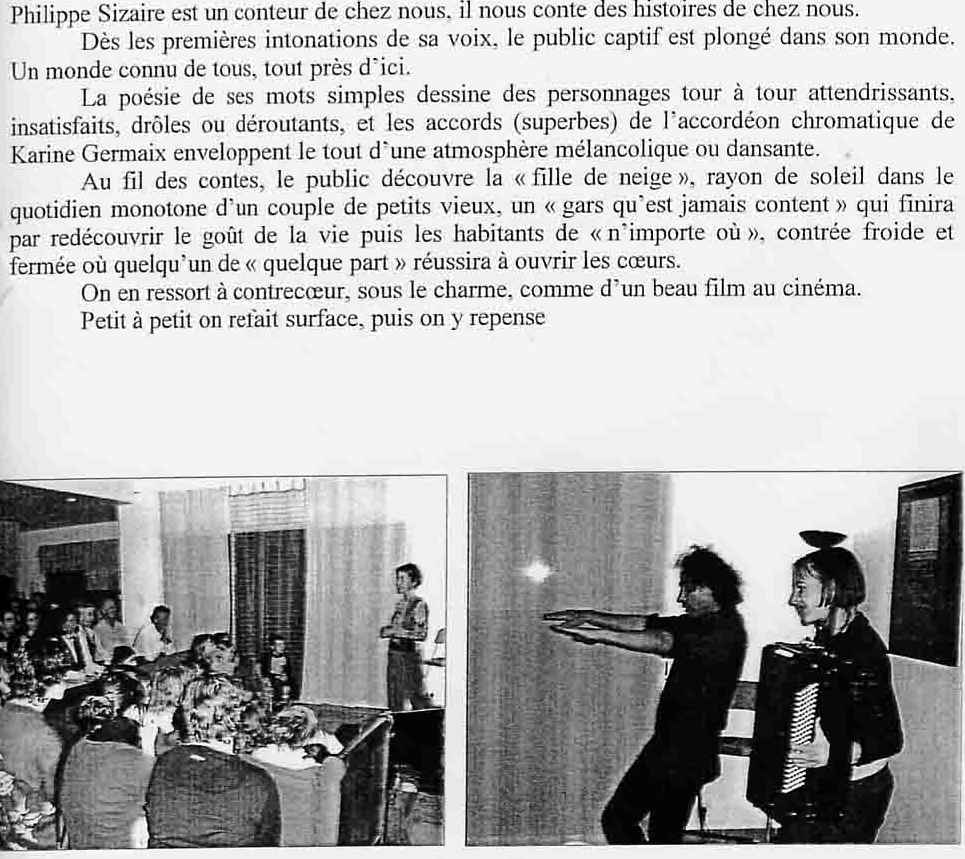 Philippe Sizaire est un conteur de chez nous, il nous conte des histoires de chez nous.
Dès les premières intonations de sa voix, le public captif est plongé dans son monde.
Un monde connu de tous, tout près d'ici.
La poésie de ses mots simples dessine des personnages tour à tour attendrissants,
insatisfaits, drôles ou déroutants, et les accords (superbes) de l'accordéon chromatique de
Karine Germaix enveloppent le tout d'une atmosphère mélancolique ou dansante.
Au fil des contes, le public découvre la « fille de neige », rayon de soleil dans le
quotidien monotone d'un couple de petits vieux, un « gars qu'est jamais content » qui finira
par redécouvrir le goût de la vie puis les habitants de « n'importe où », contrée froide et
fermée où quelqu'un de « quelque part » réussira à ouvrir les cœurs.
On en ressort à contrecœur, sous le charme, comme d'un beau film au cinéma.
Petit à petit on refait surface, puis on y repense